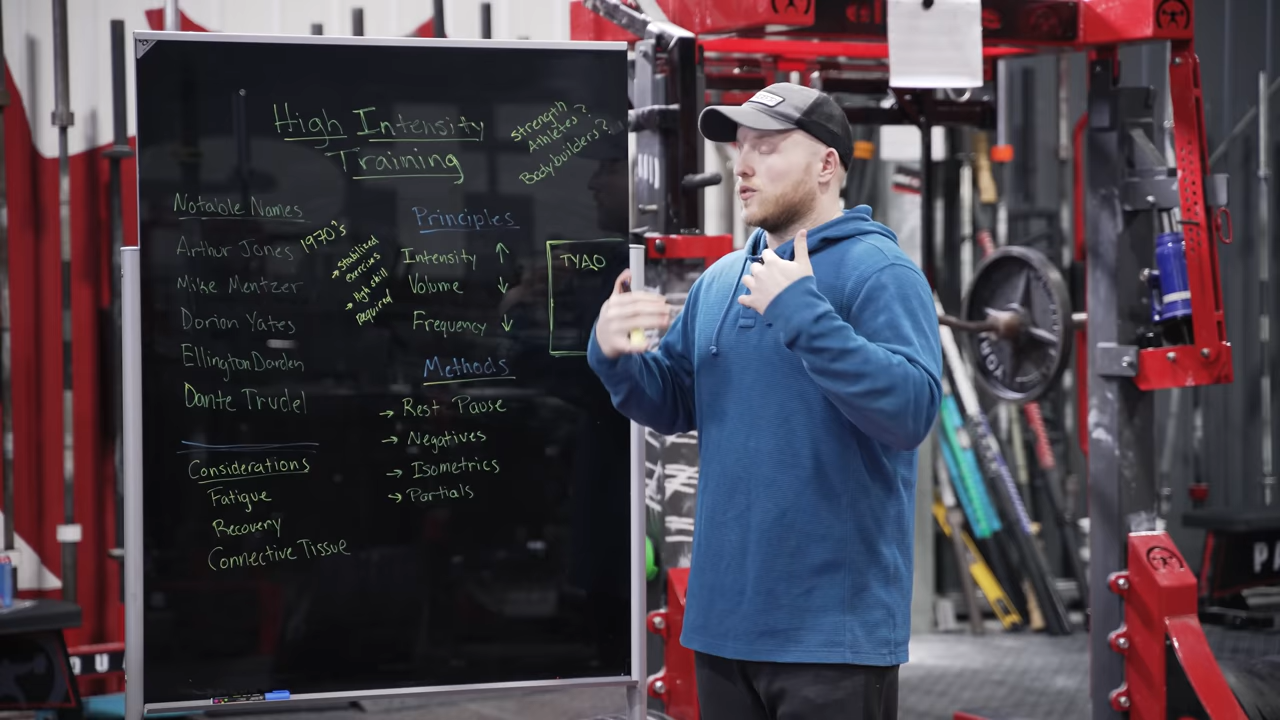 High Intensity
Training
Strength
Athletes?
Bodybuilders?
Notable Names
Arthur Jones
Mike Mentzer
Dorian Yates
Ellington Darden
Dante Trudel
1970's
→ stabilized
exercises
→ High skill
required
Considerations
Fatigue
Recovery
Connective Tissue
Principles
Intensity ↑
Volume ↓
Frequency ↓
Methods
→ Rest Pause
→ Negatives
→ Isometrics
→ Partials
TYAO